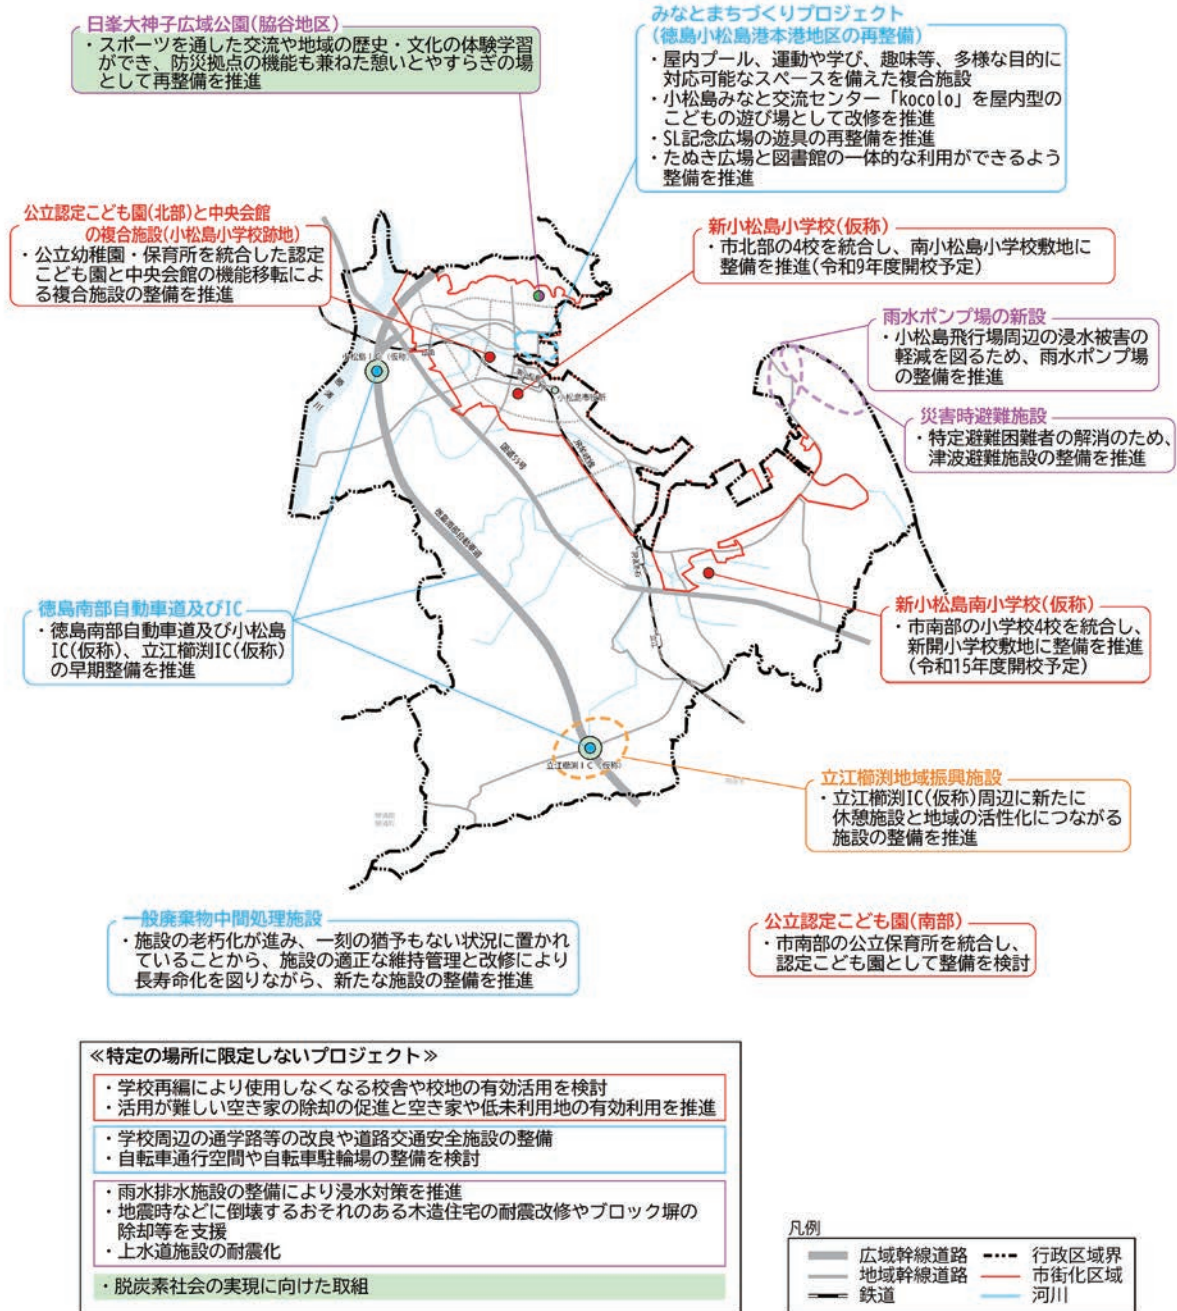 日峯大神子広域公園(脇谷地区)
・スポーツを通した交流や地域の歴史・文化の体験学習
ができ、防災拠点の機能も兼ねた憩いとやすらぎの場
として再整備を推進
みなとまちづくりプロジェクト
(徳島小松島港本港地区の再整備)
・屋内プール、運動や学び、趣味等、多様な目的に
対応可能なスペースを備えた複合施設
・小松島みなと交流センター「kocolo」を屋内型の
こどもの遊び場として改修を推進
・SL記念広場の遊具の再整備を推進
・たぬき広場と図書館の一体的な利用ができるよう
整備を推進
公立認定こども園(北部)と中央会館
の複合施設(小松島小学校跡地)
・公立幼稚園・保育所を統合した認定
こども園と中央会館の機能移転によ
る複合施設の整備を推進
新小松島小学校(仮称)
・市北部の4校を統合し、南小松島小学校敷地に
整備を推進(令和9年度開校予定)
雨水ポンプ場の新設
・小松島飛行場周辺の浸水被害の
軽減を図るため、雨水ポンプ場
の整備を推進
災害時避難施設
・特定避難困難者の解消のため、
津波避難施設の整備を推進
小松島IC(仮称)
勝浦川
小松島市役所
国道55号
徳島南部自動車道
徳島南部自動車道及びIC
・徳島南部自動車道及び小松島
IC(仮称)、立江櫛渕IC(仮称)
の早期整備を推進
新小松島南小学校(仮称)
・市南部の小学校4校を統合し、
新開小学校敷地に整備を推進
(令和15年度開校予定)
立江櫛渕IC(仮称)
立江櫛渕地域振興施設
・立江櫛渕IC(仮称)周辺に新たに
休憩施設と地域の活性化につながる
施設の整備を推進
一般廃棄物中間処理施設
・施設の老朽化が進み、一刻の猶予もない状況に置かれ
ていることから、施設の適正な維持管理と改修により
長寿命化を図りながら、新たな施設の整備を推進
公立認定こども園(南部)
・市南部の公立保育所を統合し、
認定こども園として整備を検討
≪特定の場所に限定しないプロジェクト≫
・学校再編により使用しなくなる校舎や校地の有効活用を検討
・活用が難しい空き家の除却の促進と空き家や低未利用地の有効利用を推進
・学校周辺の通学路等の改良や道路交通安全施設の整備
・自転車通行空間や自転車駐輪場の整備を検討
・雨水排水施設の整備により浸水対策を推進
・地震時などに倒壊するおそれのある木造住宅の耐震改修やブロック塀の
除却等を支援
・上水道施設の耐震化
・脱炭素社会の実現に向けた取組
凡例
広域幹線道路
行政区域界
地域幹線道路
市街化区域
鉄道
河川